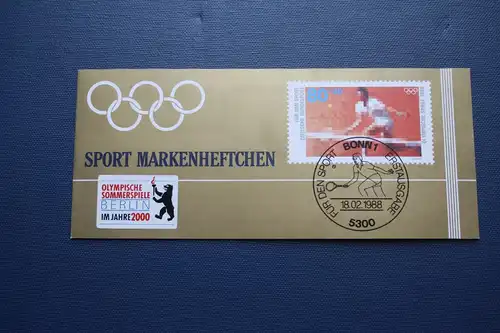 SPORT MARKENHEFTCHEN
OLYMPISCHE
SOMMERSPIELE
BERLIN
IM JAHRE 2000
FÜR DEN SPORT
BONN 1
ERSTAUSGABE
18.02.1988
5300